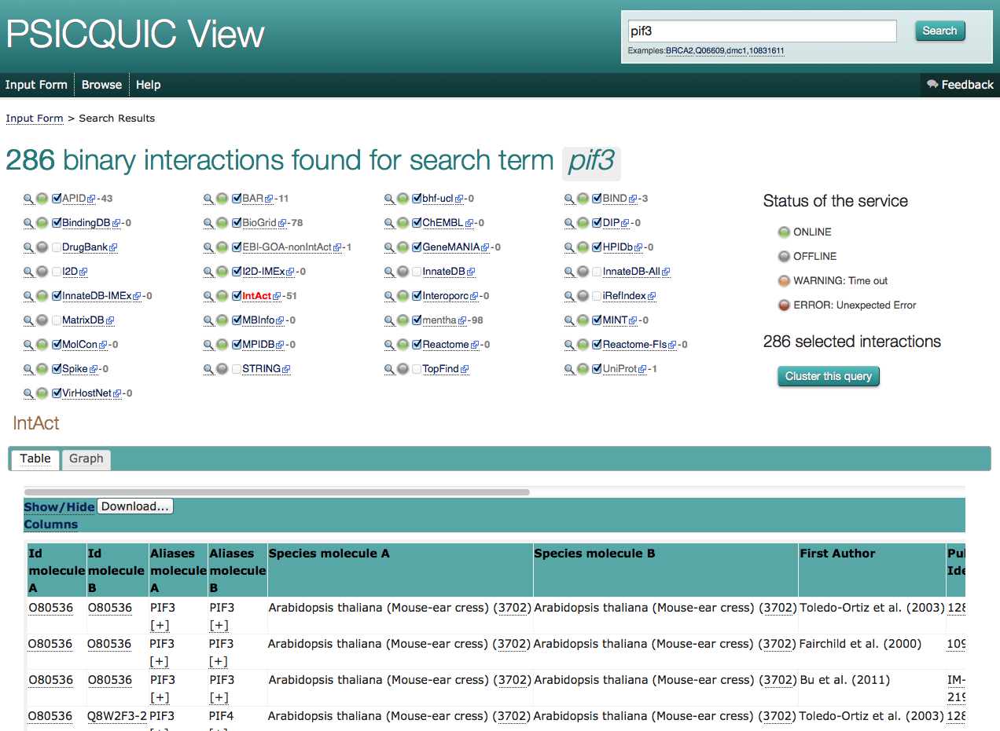 PSICQUIC View
pif3
Search
Examples:BRCA2,Q06609,dmc1,10831611
Input Form Browse Help Feedback
Input Form > Search Results
286 binary interactions found for search term pif3
APID-43 BAR-11 bhf-ucl-0 BIND-3
BindingDB-0 BioGrid-78 ChEMBL-0 DIP-0
DrugBank EBI-GOA-nonIntAct-1 GeneMANIA-0 HPIDb-0
I2D I2D-IMEx-0 InnateDB InnateDB-All
InnateDB-IMEx-0 IntAct-51 Interoporc-0 iRefIndex
MatrixDB MBInfo-0 mentha-98 MINT-0
MolCon-0 MPIDB-0 Reactome-0 Reactome-FIs-0
Spike-0 STRING TopFind UniProt-1
VirHostNet-0
Status of the service
ONLINE
OFFLINE
WARNING: Time out
ERROR: Unexpected Error
286 selected interactions
Cluster this query
IntAct
Table Graph
Show/Hide Columns Download...
Id molecule A Id molecule B Aliases molecule A Aliases molecule B Species molecule A Species molecule B First Author
O80536 O80536 PIF3 [+] PIF3 [+] Arabidopsis thaliana (Mouse-ear cress) (3702) Arabidopsis thaliana (Mouse-ear cress) (3702) Toledo-Ortiz et al. (2003) 128
O80536 O80536 PIF3 [+] PIF3 [+] Arabidopsis thaliana (Mouse-ear cress) (3702) Arabidopsis thaliana (Mouse-ear cress) (3702) Fairchild et al. (2000) 109
O80536 O80536 PIF3 [+] PIF3 [+] Arabidopsis thaliana (Mouse-ear cress) (3702) Arabidopsis thaliana (Mouse-ear cress) (3702) Bu et al. (2011) IM- 219
O80536 Q8W2F3-2 PIF3 PIF4 Arabidopsis thaliana (Mouse-ear cress) (3702) Arabidopsis thaliana (Mouse-ear cress) (3702) Toledo-Ortiz et al. (2003) 128